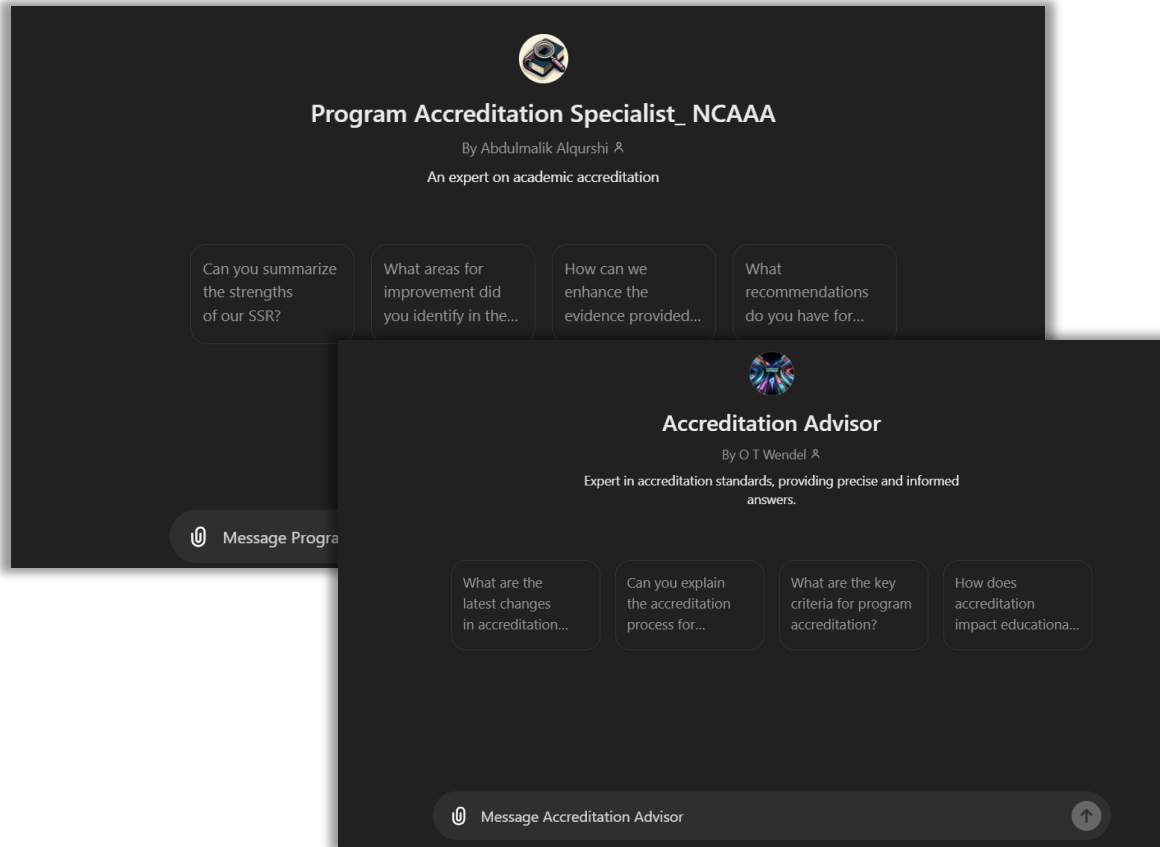 Program Accreditation Specialist_ NCAAA
By Abdulmalik Alqurshi
An expert on academic accreditation
Can you summarize
the strengths
of our SSR?
What areas for
improvement did
you identify in the...
How can we
enhance the
evidence provided...
What
recommendations
do you have for...
Message Progra
Accreditation Advisor
By O T Wendel
Expert in accreditation standards, providing precise and informed
answers.
What are the
latest changes
in accreditation...
Can you explain
the accreditation
process for...
What are the key
criteria for program
accreditation?
How does
accreditation
impact educationa...
Message Accreditation Advisor